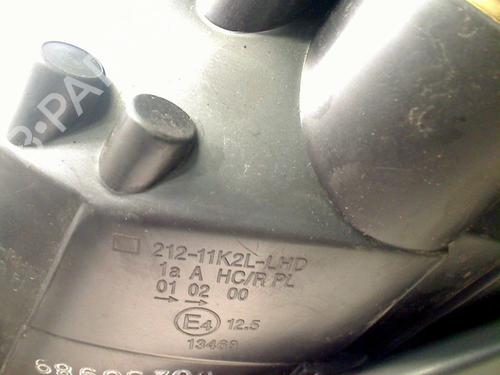 212-11K2L-LHD
1a A HC/R PL
01 02 00
E4 12.5
13469